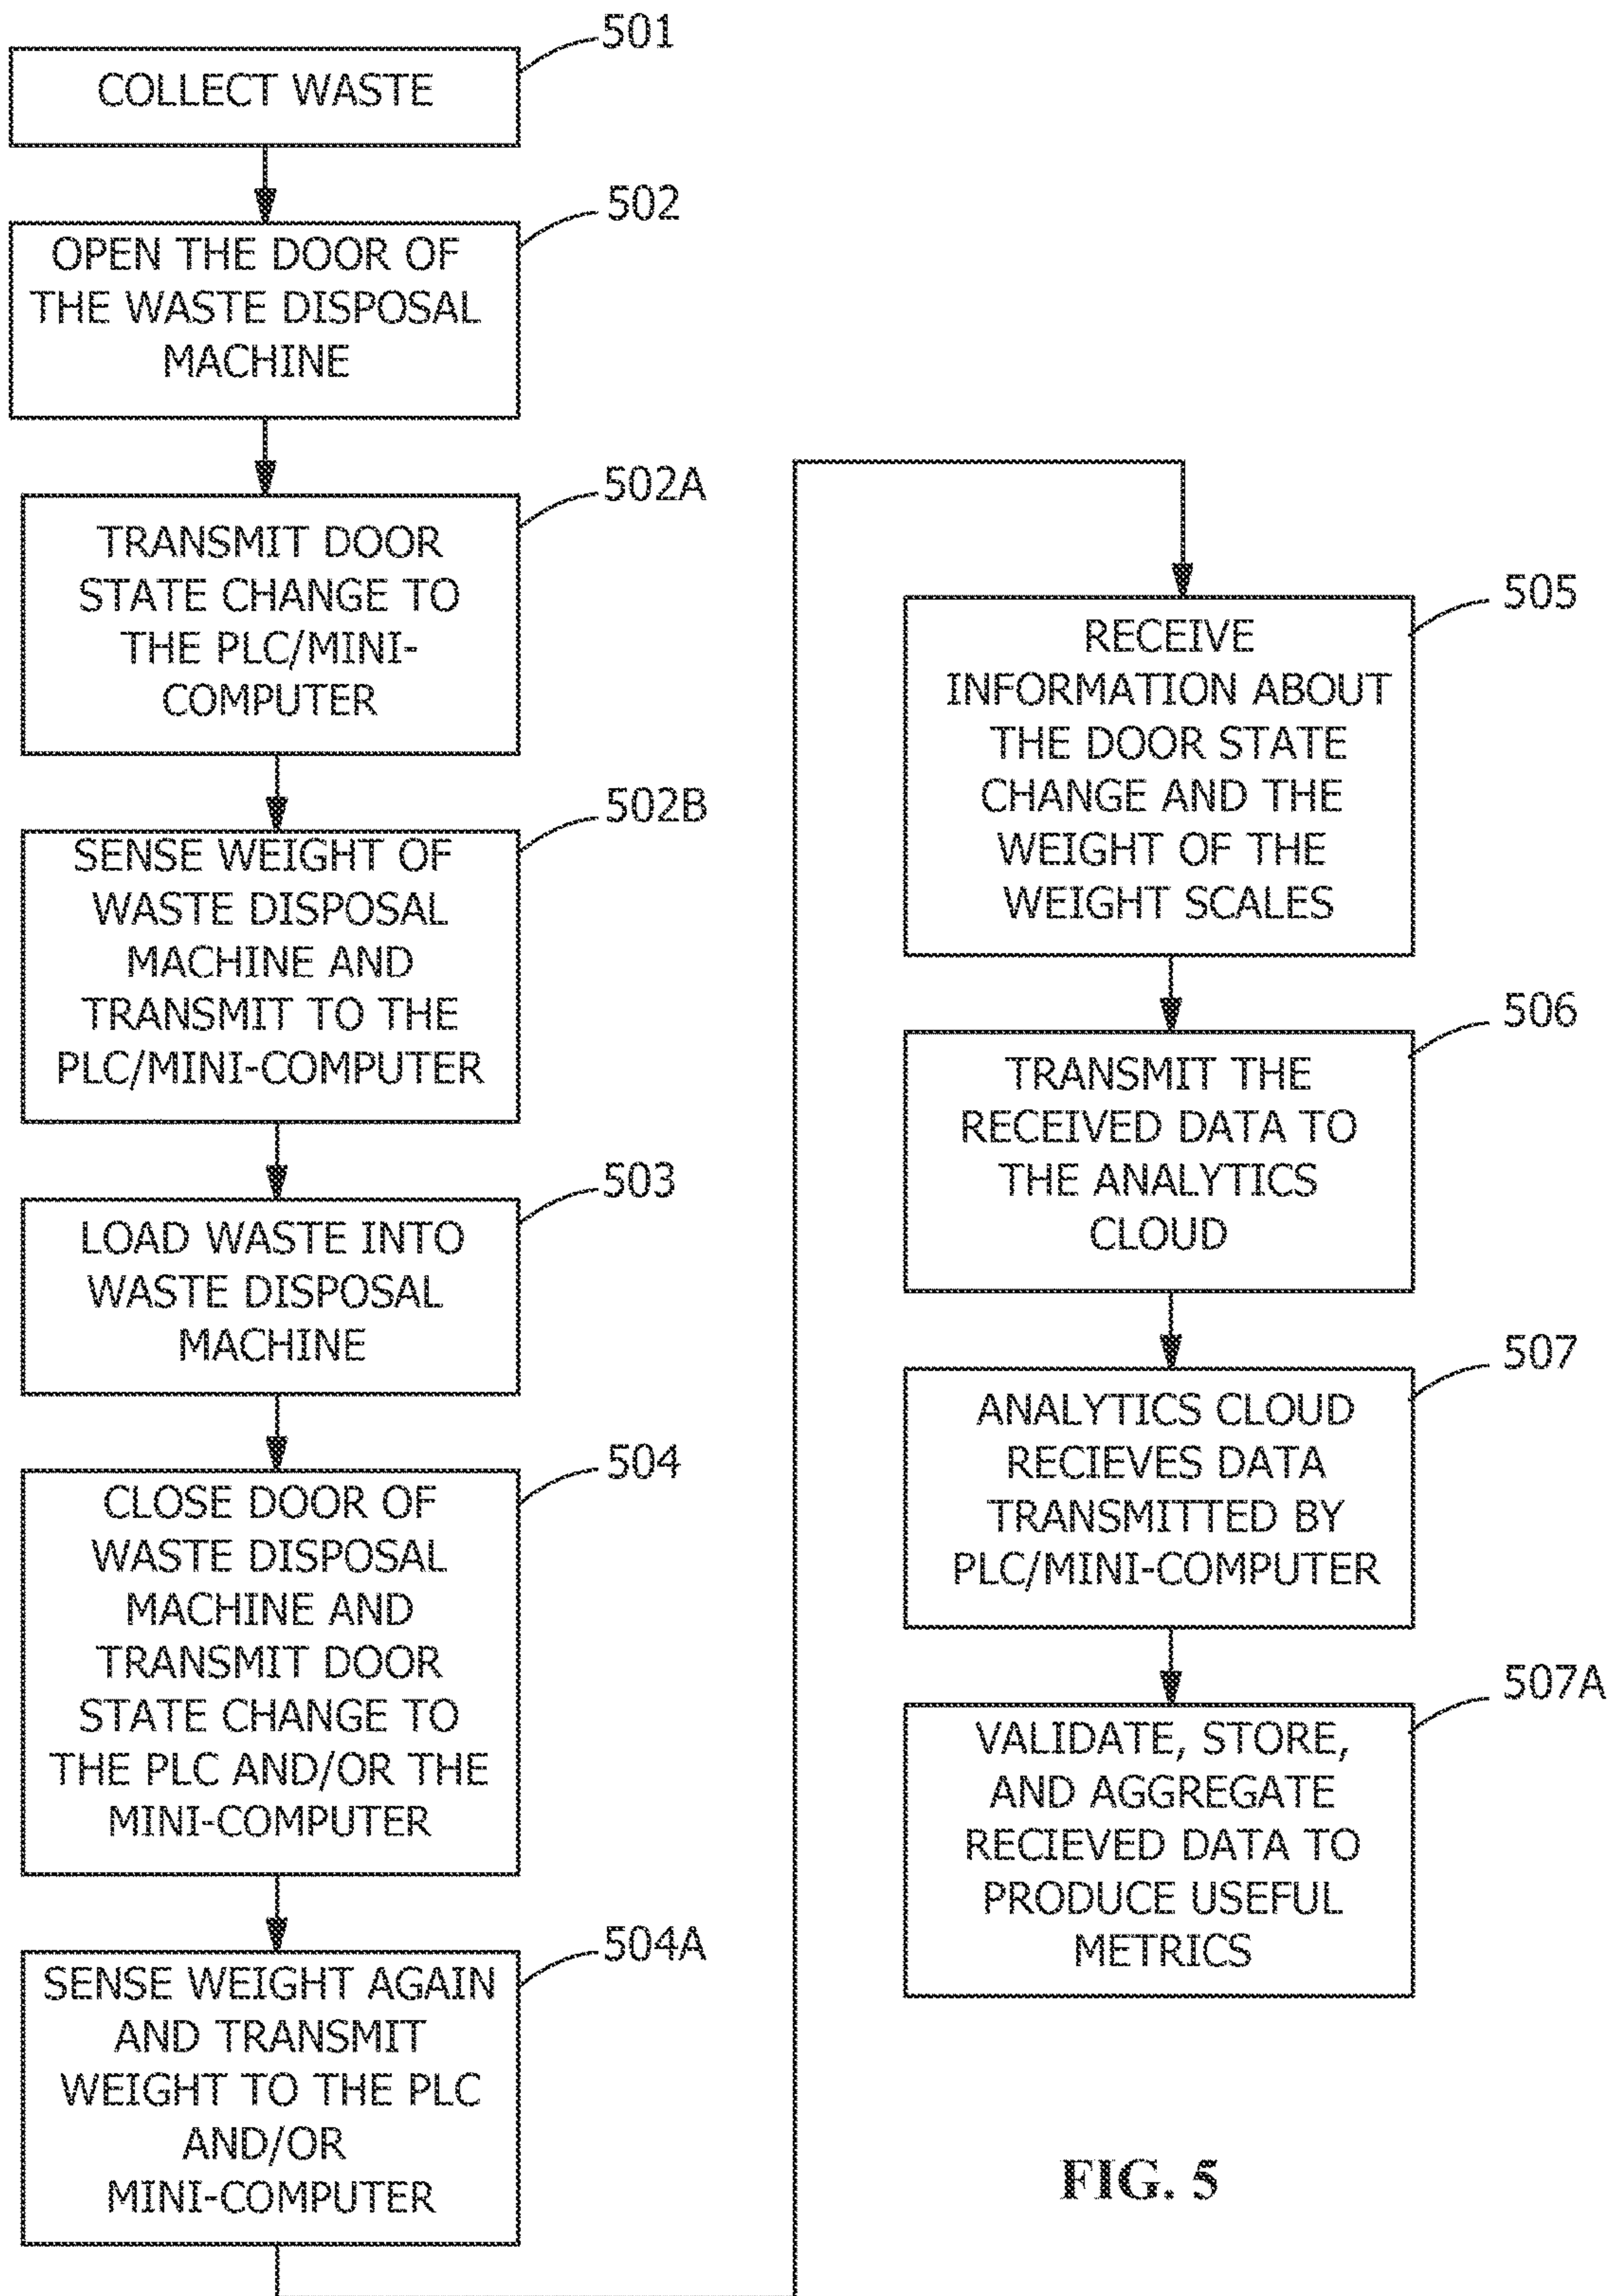 501
COLLECT WASTE
502
OPEN THE DOOR OF
THE WASTE DISPOSAL
MACHINE
502A
TRANSMIT DOOR
STATE CHANGE TO
THE PLC/MINI-
COMPUTER
502B
SENSE WEIGHT OF
WASTE DISPOSAL
MACHINE AND
TRANSMIT TO THE
PLC/MINI-COMPUTER
503
LOAD WASTE INTO
WASTE DISPOSAL
MACHINE
504
CLOSE DOOR OF
WASTE DISPOSAL
MACHINE AND
TRANSMIT DOOR
STATE CHANGE TO
THE PLC AND/OR THE
MINI-COMPUTER
504A
SENSE WEIGHT AGAIN
AND TRANSMIT
WEIGHT TO THE PLC
AND/OR
MINI-COMPUTER
505
RECEIVE
INFORMATION ABOUT
THE DOOR STATE
CHANGE AND THE
WEIGHT OF THE
WEIGHT SCALES
506
TRANSMIT THE
RECEIVED DATA TO
THE ANALYTICS
CLOUD
507
ANALYTICS CLOUD
RECIEVES DATA
TRANSMITTED BY
PLC/MINI-COMPUTER
507A
VALIDATE, STORE,
AND AGGREGATE
RECIEVED DATA TO
PRODUCE USEFUL
METRICS
FIG. 5